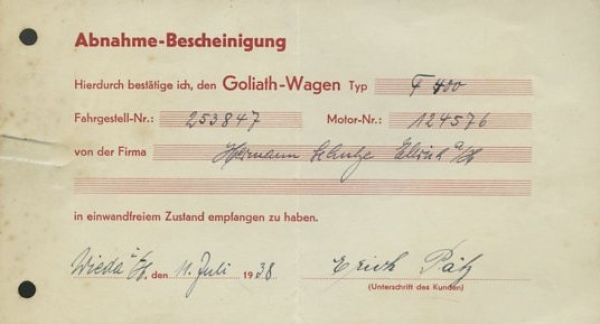 Abnahme-Bescheinigung
Hierdurch bestätige ich, den Goliath-Wagen Typ F 400
Fahrgestell-Nr.: 253847 Motor-Nr.: 124576
von der Firma Hermann Schulze Ellrich a/H
in einwandfreiem Zustand empfangen zu haben.
Wieda i/H. den 11. Juli 1938 Erich Pätz
(Unterschrift des Kunden)